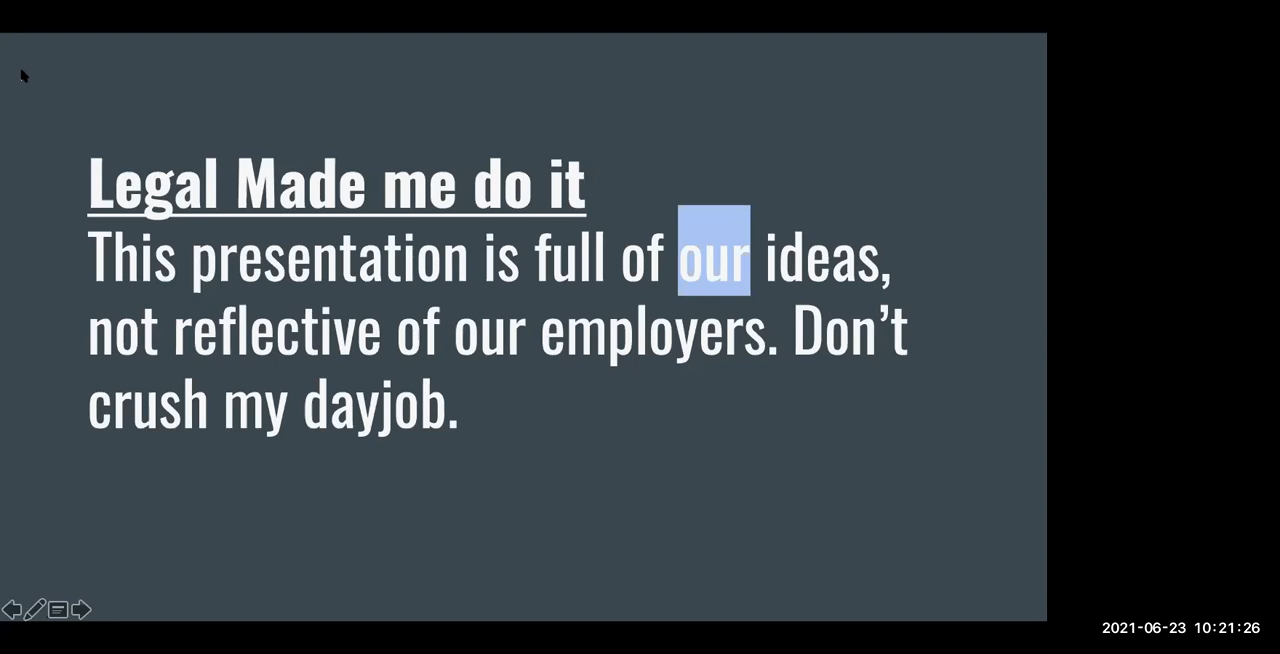 Legal Made me do it
This presentation is full of our ideas,
not reflective of our employers. Don’t
crush my dayjob.
2021-06-23 10:21:26